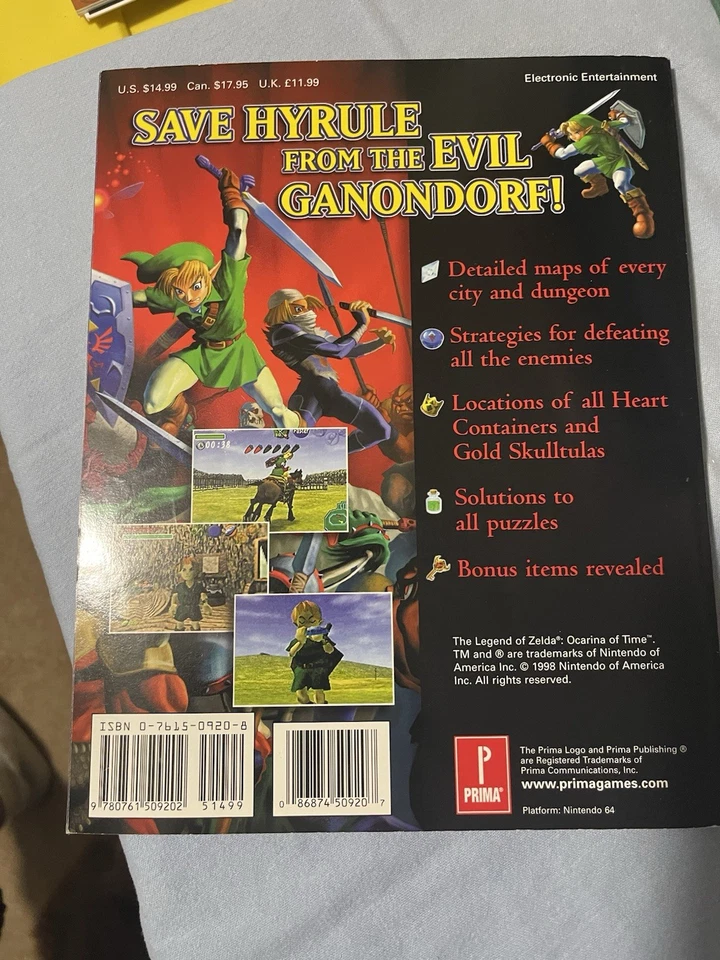 U.S. $14.99 Can. $17.95 U.K. £11.99
Electronic Entertainment
SAVE HYRULE
FROM THE EVIL
GANONDORF!
Detailed maps of every
city and dungeon
Strategies for defeating
all the enemies
Locations of all Heart
Containers and
Gold Skulltulas
Solutions to
all puzzles
Bonus items revealed
00:38
The Legend of Zelda®: Ocarina of Time™.
TM and ® are trademarks of Nintendo of
America Inc. © 1998 Nintendo of America
Inc. All rights reserved.
ISBN 0-7615-0920-8
9 780761 509202
51499
0 86874 50920 7
P
PRIMA®
The Prima Logo and Prima Publishing ®
are Registered Trademarks of
Prima Communications, Inc.
www.primagames.com
Platform: Nintendo 64